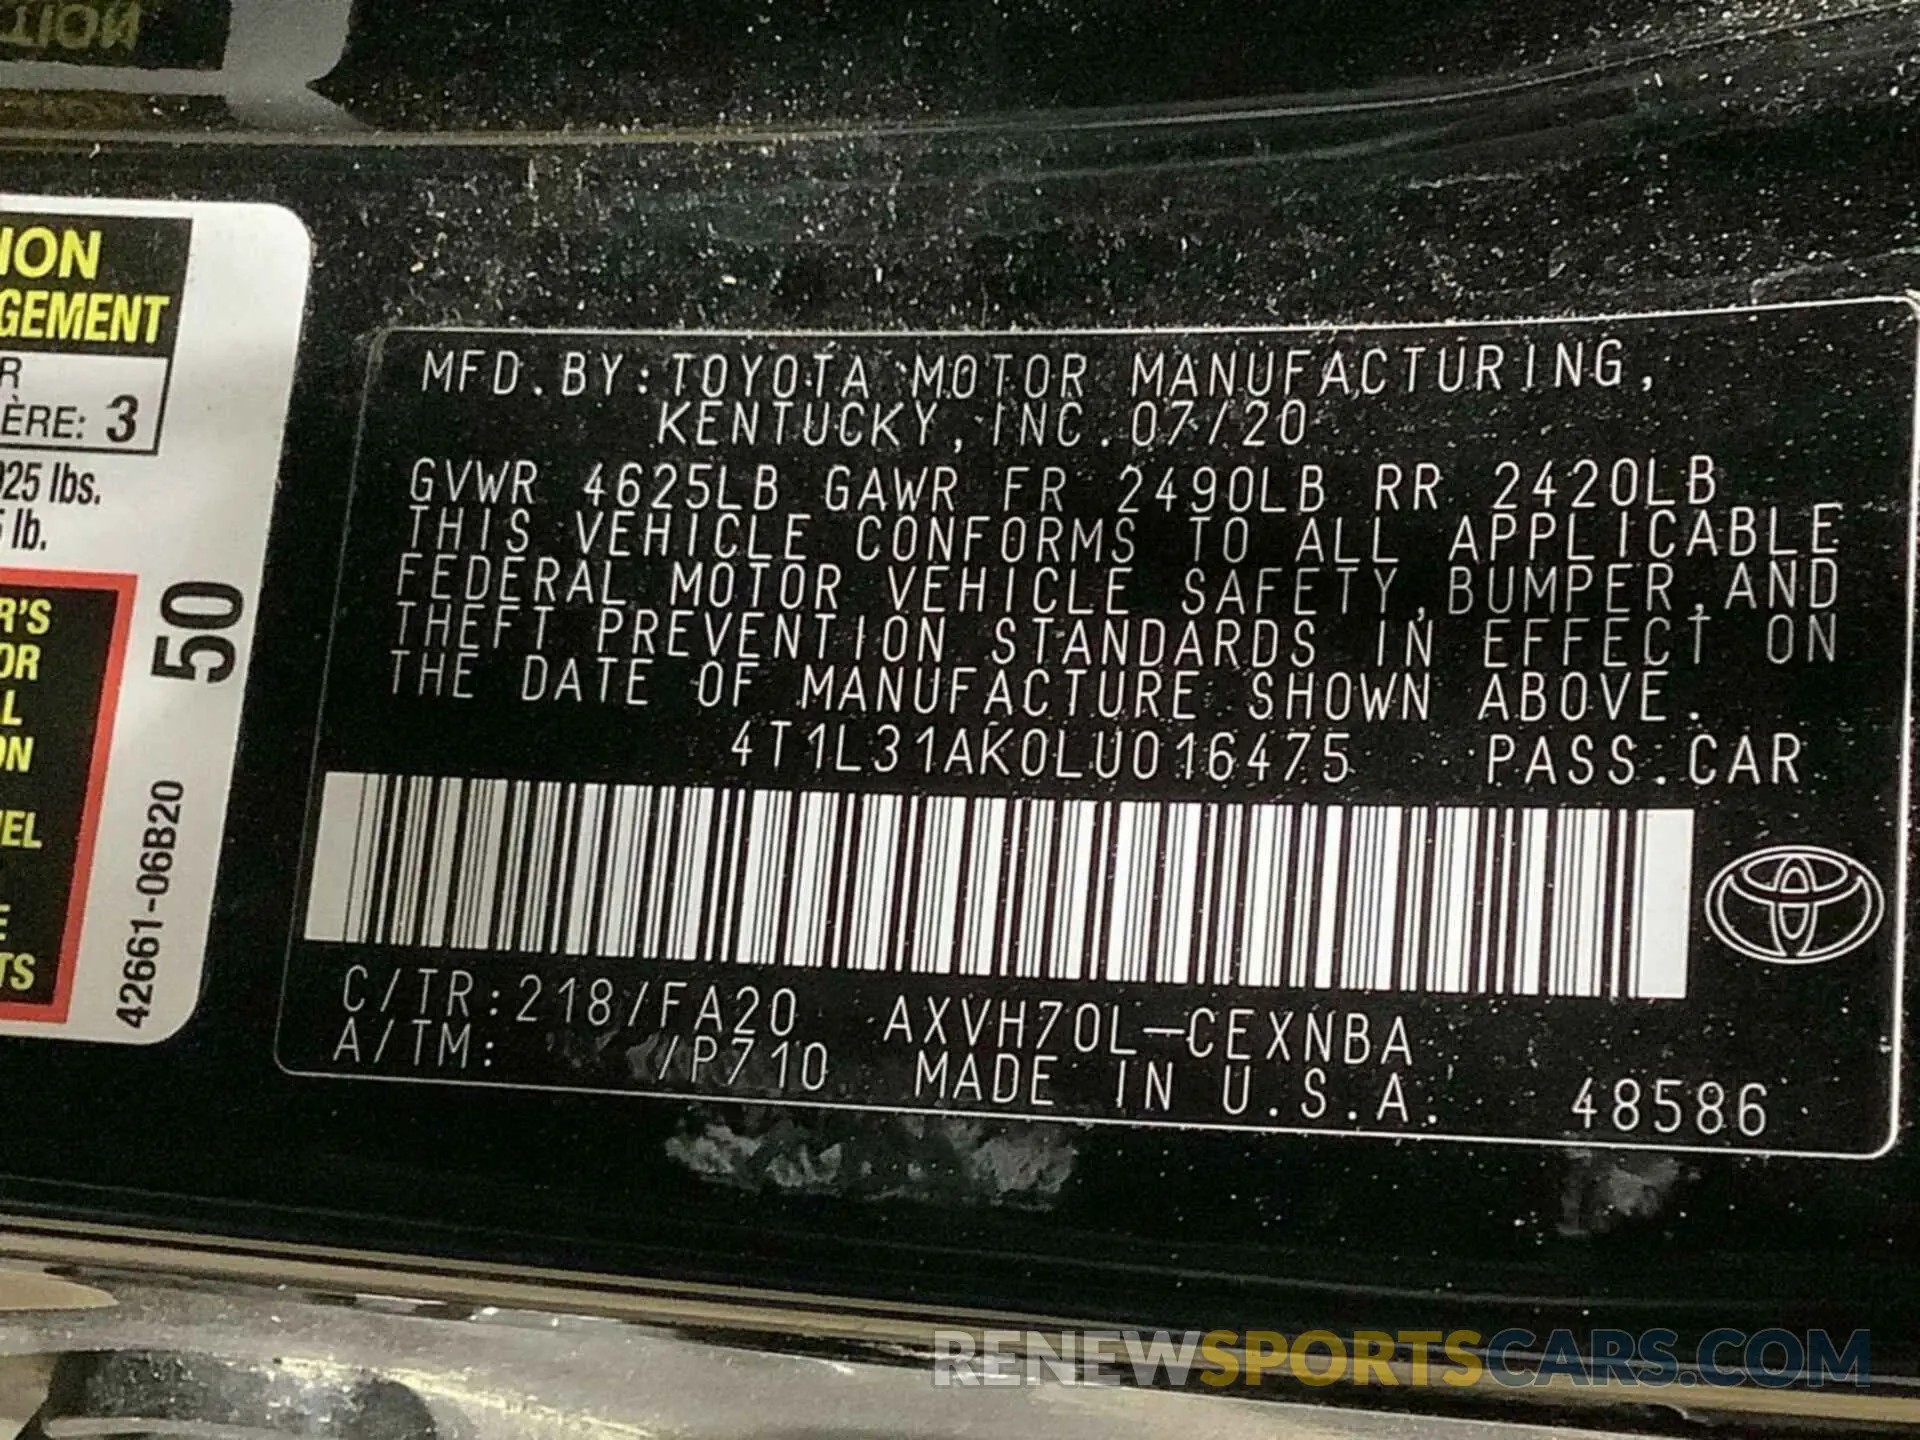 ION
GEMENT
R
ÈRE: 3
925 lbs.
5 lb.
R'S
OR
L
ON
EL
E
TS
50
42661-06B20
MFD.BY:TOYOTA MOTOR MANUFACTURING,
KENTUCKY, INC. 07/20
GVWR 4625LB GAWR FR 2490LB RR 2420LB
THIS VEHICLE CONFORMS TO ALL APPLICABLE
FEDERAL MOTOR VEHICLE SAFETY,BUMPER,AND
THEFT PREVENTION STANDARDS IN EFFECT ON
THE DATE OF MANUFACTURE SHOWN ABOVE.
4T1L31AK0LU016475 PASS.CAR
C/TR:218/FA20 AXVH70L-CEXNBA
A/TM: /P710 MADE IN U.S.A. 48586
RENEWSPORTSCARS.COM